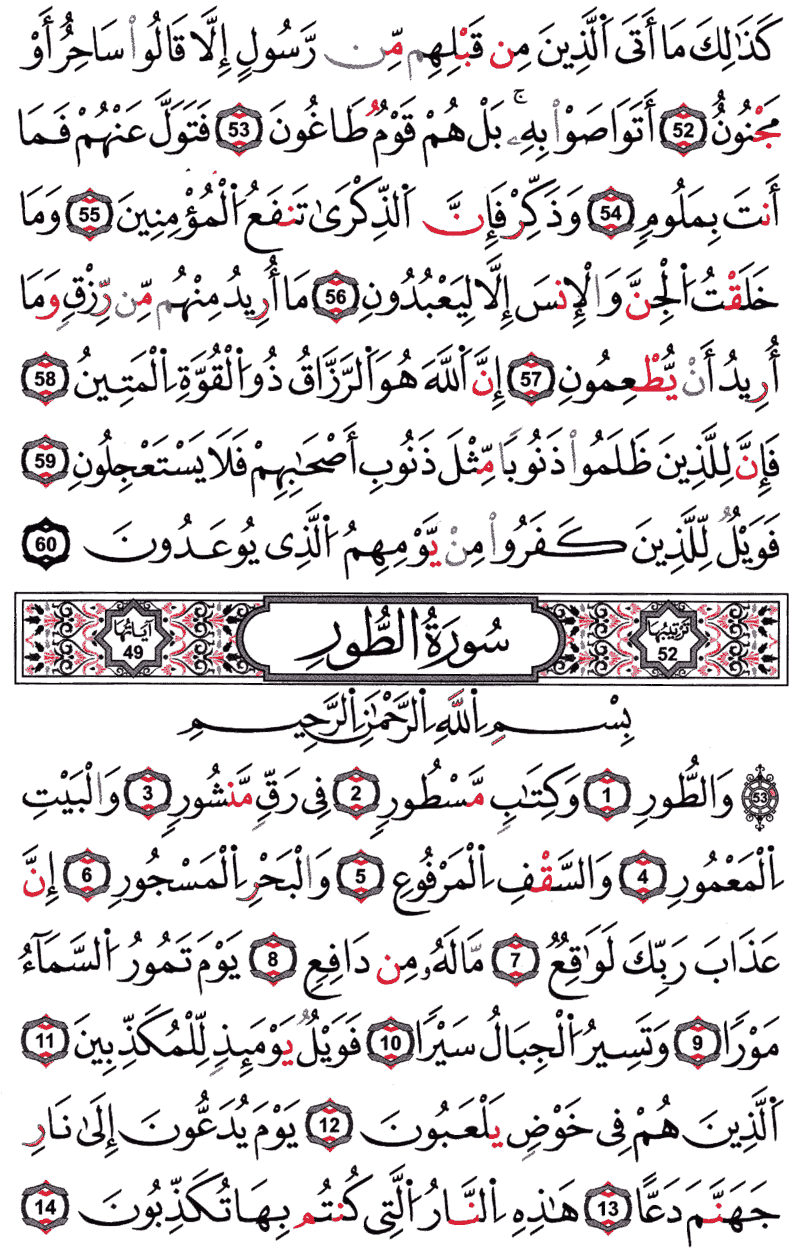 كَذَٰلِكَ مَا أَتَى ٱلَّذِينَ مِن قَبْلِهِم مِّن رَّسُولٍ إِلَّا قَالُوا۟ سَاحِرٌ أَوْ
مَجْنُونٌ 52 أَتَوَاصَوْا۟ بِهِۦ ۚ بَلْ هُمْ قَوْمٌ طَاغُونَ 53 فَتَوَلَّ عَنْهُمْ فَمَا
أَنتَ بِمَلُومٍ 54 وَذَكِّرْ فَإِنَّ ٱلذِّكْرَىٰ تَنفَعُ ٱلْمُؤْمِنِينَ 55 وَمَا
خَلَقْتُ ٱلْجِنَّ وَٱلْإِنسَ إِلَّا لِيَعْبُدُونِ 56 مَا أُرِيدُ مِنْهُم مِّن رِّزْقٍ وَمَا
أُرِيدُ أَنْ يُّطْعِمُونِ 57 إِنَّ ٱللَّهَ هُوَ ٱلرَّزَّاقُ ذُو ٱلْقُوَّةِ ٱلْمَتِينُ 58
فَإِنَّ لِلَّذِينَ ظَلَمُوا۟ ذَنُوبًا مِّثْلَ ذَنُوبِ أَصْحَٰبِهِمْ فَلَا يَسْتَعْجِلُونِ 59
فَوَيْلٌ لِّلَّذِينَ كَفَرُوا۟ مِنْ يَّوْمِهِمُ ٱلَّذِى يُوعَدُونَ 60
ترتيبها 52 سُورَةُ الطُّورِ آياتها 49
بِسْمِ ٱللَّهِ ٱلرَّحْمَٰنِ ٱلرَّحِيمِ
53 وَالطُّورِ 1 وَكِتَٰبٍ مَّسْطُورٍ 2 فِى رَقٍّ مَّنشُورٍ 3 وَٱلْبَيْتِ
ٱلْمَعْمُورِ 4 وَالسَّقْفِ ٱلْمَرْفُوعِ 5 وَٱلْبَحْرِ ٱلْمَسْجُورِ 6 إِنَّ
عَذَابَ رَبِّكَ لَوَٰقِعٌ 7 مَّا لَهُۥ مِن دَافِعٍ 8 يَوْمَ تَمُورُ ٱلسَّمَآءُ
مَوْرًا 9 وَتَسِيرُ ٱلْجِبَالُ سَيْرًا 10 فَوَيْلٌ يَوْمَئِذٍ لِّلْمُكَذِّبِينَ 11
ٱلَّذِينَ هُمْ فِى خَوْضٍ يَلْعَبُونَ 12 يَوْمَ يُدَعُّونَ إِلَىٰ نَارِ
جَهَنَّمَ دَعًّا 13 هَٰذِهِ ٱلنَّارُ ٱلَّتِى كُنتُم بِهَا تُكَذِّبُونَ 14